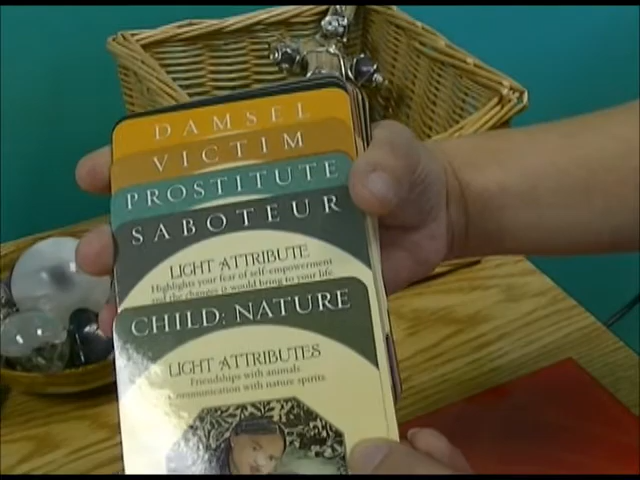 DAMSEL
VICTIM
PROSTITUTE
SABOTEUR
LIGHT ATTRIBUTE
Highlights your fear of self-empowerment
and the changes it would bring to your life.
CHILD: NATURE
LIGHT ATTRIBUTES
Friendships with animals
Communication with nature spirits